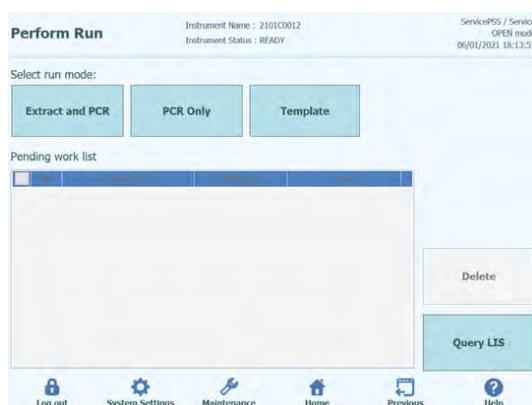 Perform Run
Instrument Name : 2101C0012
Instrument Status : READY
ServicePSS / Servic
OPEN mod
06/01/2021 18:13:5
Select run mode:
Extract and PCR
PCR Only
Template
Pending work list
Delete
Query LIS
Log out
System Settings
Maintenance
Home
Previous
Help